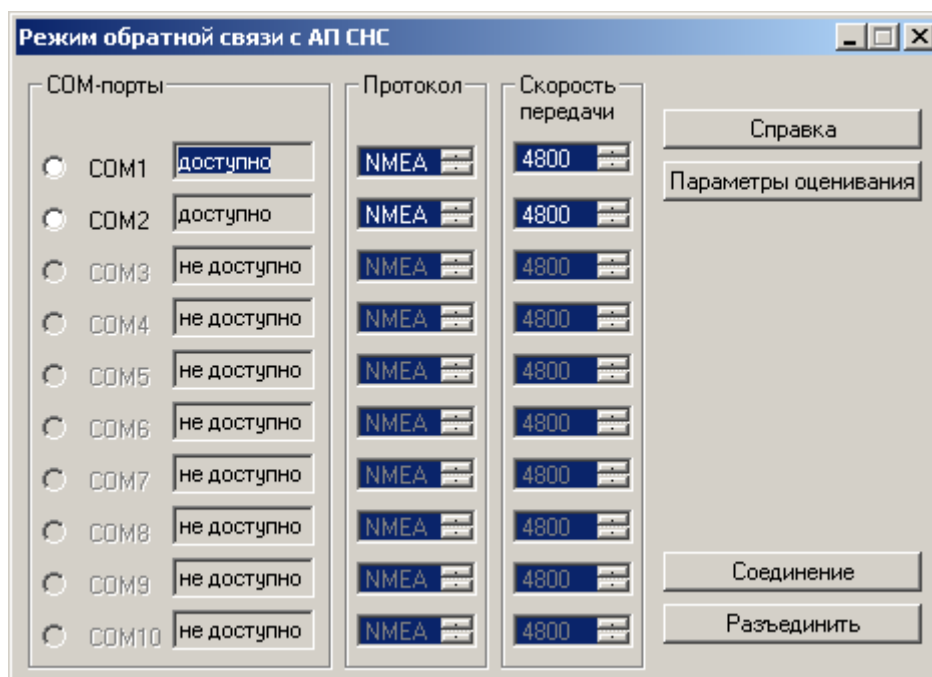 Режим обратной связи с АП СНС
COM-порты
Протокол
Скорость
передачи
COM1 доступно NMEA 4800
COM2 доступно NMEA 4800
COM3 не доступно NMEA 4800
COM4 не доступно NMEA 4800
COM5 не доступно NMEA 4800
COM6 не доступно NMEA 4800
COM7 не доступно NMEA 4800
COM8 не доступно NMEA 4800
COM9 не доступно NMEA 4800
COM10 не доступно NMEA 4800
Справка
Параметры оценивания
Соединение
Разъединить